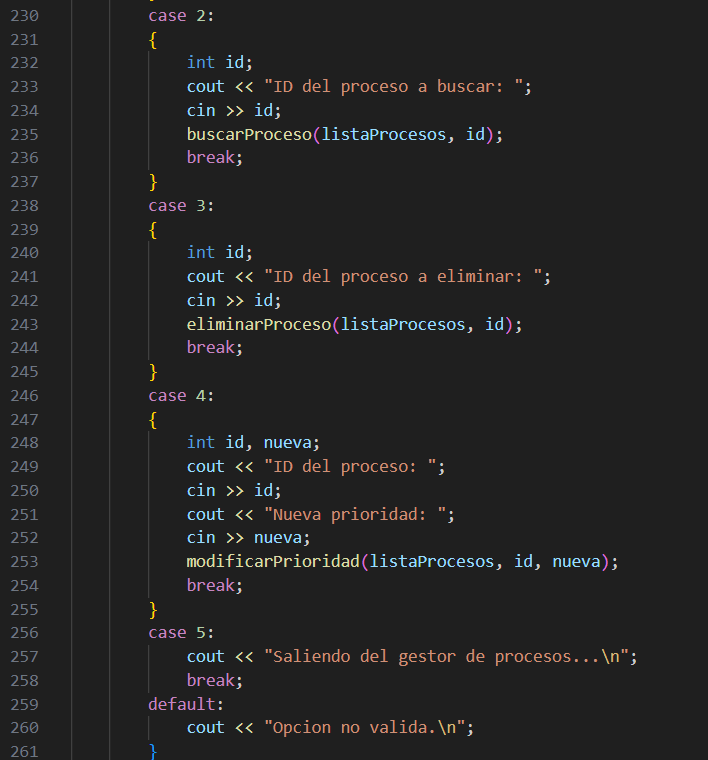 230 case 2:
231 {
232 int id;
233 cout << "ID del proceso a buscar: ";
234 cin >> id;
235 buscarProceso(listaProcesos, id);
236 break;
237 }
238 case 3:
239 {
240 int id;
241 cout << "ID del proceso a eliminar: ";
242 cin >> id;
243 eliminarProceso(listaProcesos, id);
244 break;
245 }
246 case 4:
247 {
248 int id, nueva;
249 cout << "ID del proceso: ";
250 cin >> id;
251 cout << "Nueva prioridad: ";
252 cin >> nueva;
253 modificarPrioridad(listaProcesos, id, nueva);
254 break;
255 }
256 case 5:
257 cout << "Saliendo del gestor de procesos...\n";
258 break;
259 default:
260 cout << "Opcion no valida.\n";
261 }